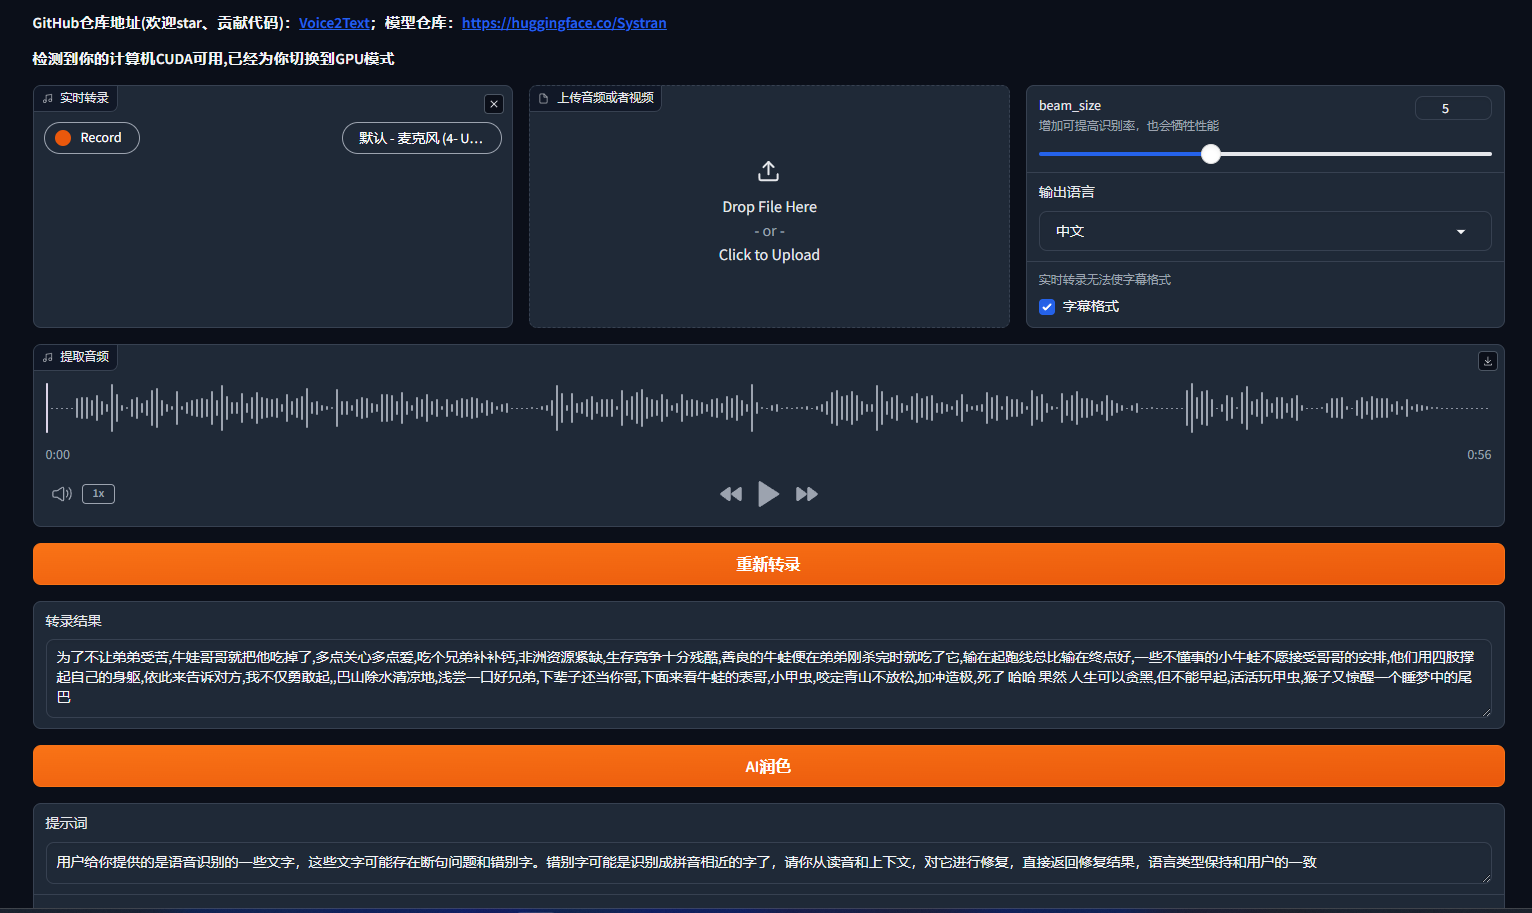 GitHub仓库地址(欢迎star、贡献代码)：Voice2Text；模型仓库：https://huggingface.co/Systran
检测到你的计算机CUDA可用,已经为你切换到GPU模式
实时转录
Record
默认 - 麦克风 (4- U...
上传音频或者视频
Drop File Here
- or -
Click to Upload
beam_size
5
增加可提高识别率，也会牺牲性能
输出语言
中文
实时转录无法使字幕格式
字幕格式
提取音频
0:00
0:56
1x
重新转录
转录结果
为了不让弟弟受苦,牛娃哥哥就把他吃掉了,多点关心多点爱,吃个兄弟补补钙,非洲资源紧缺,生存竞争十分残酷,善良的牛蛙便在弟弟刚杀完时就吃了它,输在起跑线总比输在终点好,一些不懂事的小牛蛙不愿接受哥哥的安排,他们用四肢撑
起自己的身躯,依此来告诉对方,我不仅勇敢起,,巴山除水清凉地,浅尝一口好兄弟,下辈子还当你哥,下面来看牛蛙的表哥,小甲虫,咬定青山不放松,加冲造极,死了 哈哈 果然 人生可以贪黑,但不能早起,活活玩甲虫,猴子又惊醒一个睡梦中的尾
巴
AI润色
提示词
用户给你提供的是语音识别的一些文字，这些文字可能存在断句问题和错别字。错别字可能是识别成拼音相近的字了，请你从读音和上下文，对它进行修复，直接返回修复结果，语言类型保持和用户的一致